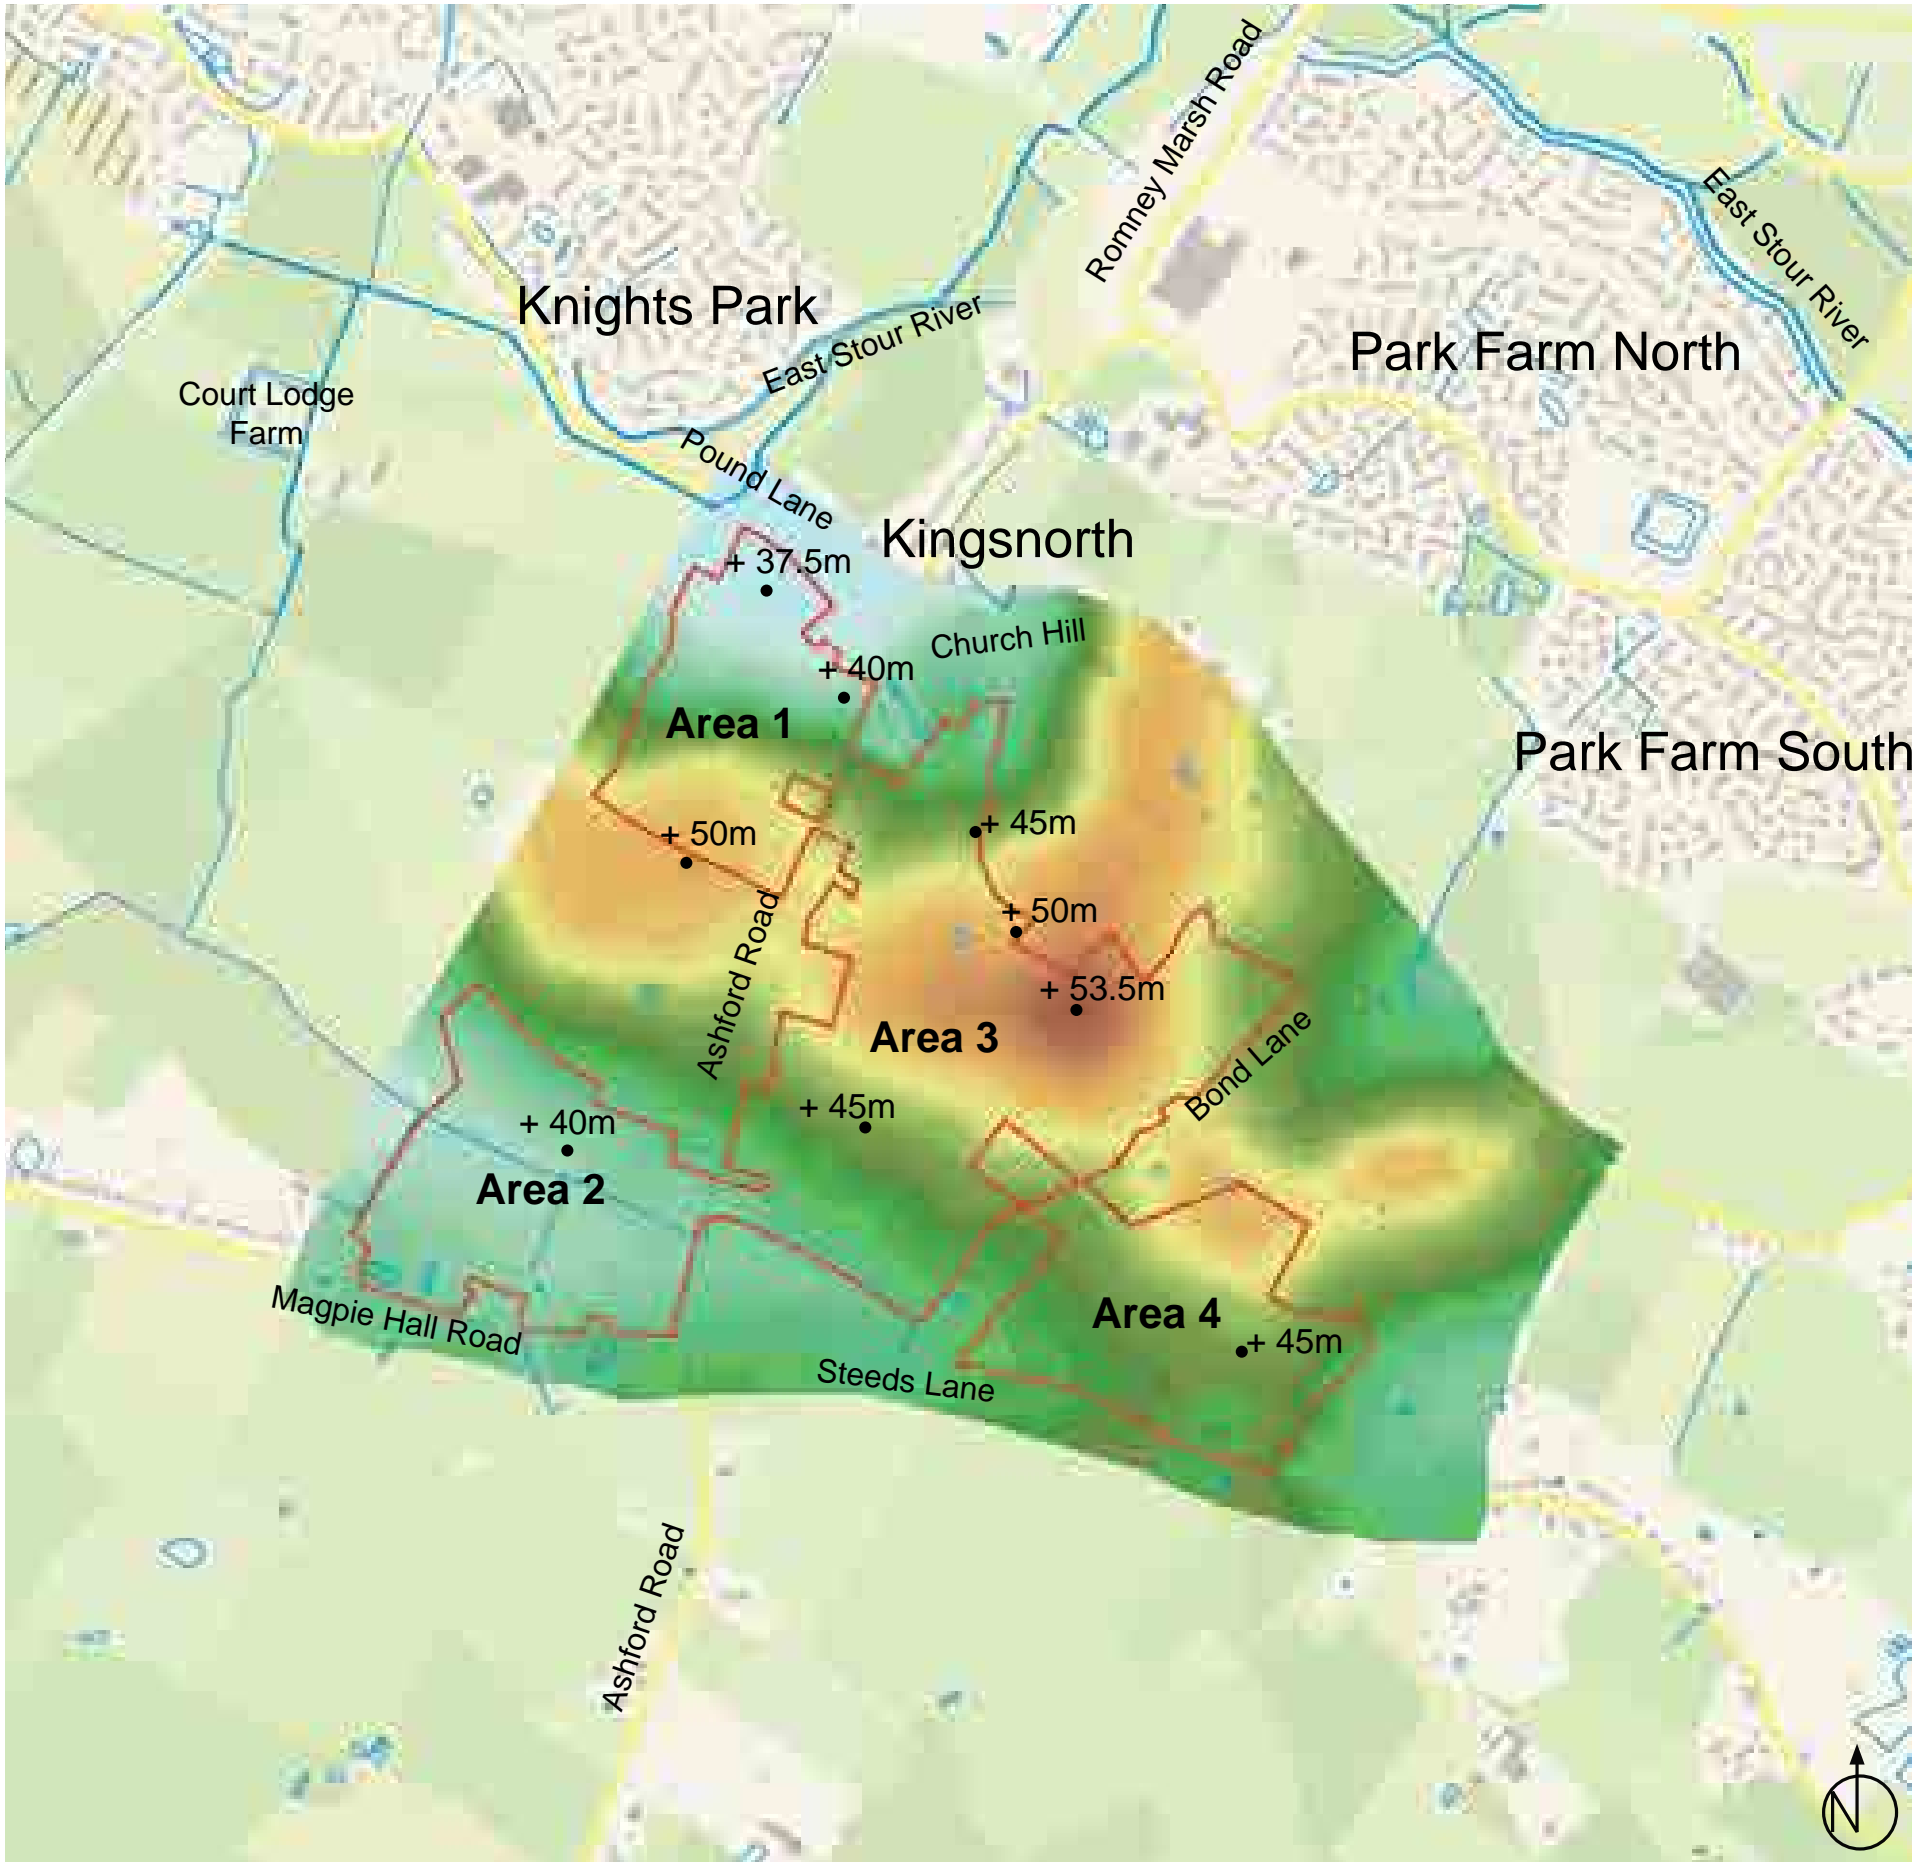 Romney Marsh Road
East Stour River
Knights Park
East Stour River
Park Farm North
Court Lodge
Farm
Pound Lane
Kingsnorth
+ 37.5m
Church Hill
+ 40m
Area 1
Park Farm South
+ 50m
+ 45m
+ 50m
Ashford Road
+ 53.5m
Area 3
Bond Lane
+ 45m
+ 40m
Area 2
Magpie Hall Road
Area 4
+ 45m
Steeds Lane
Ashford Road
N